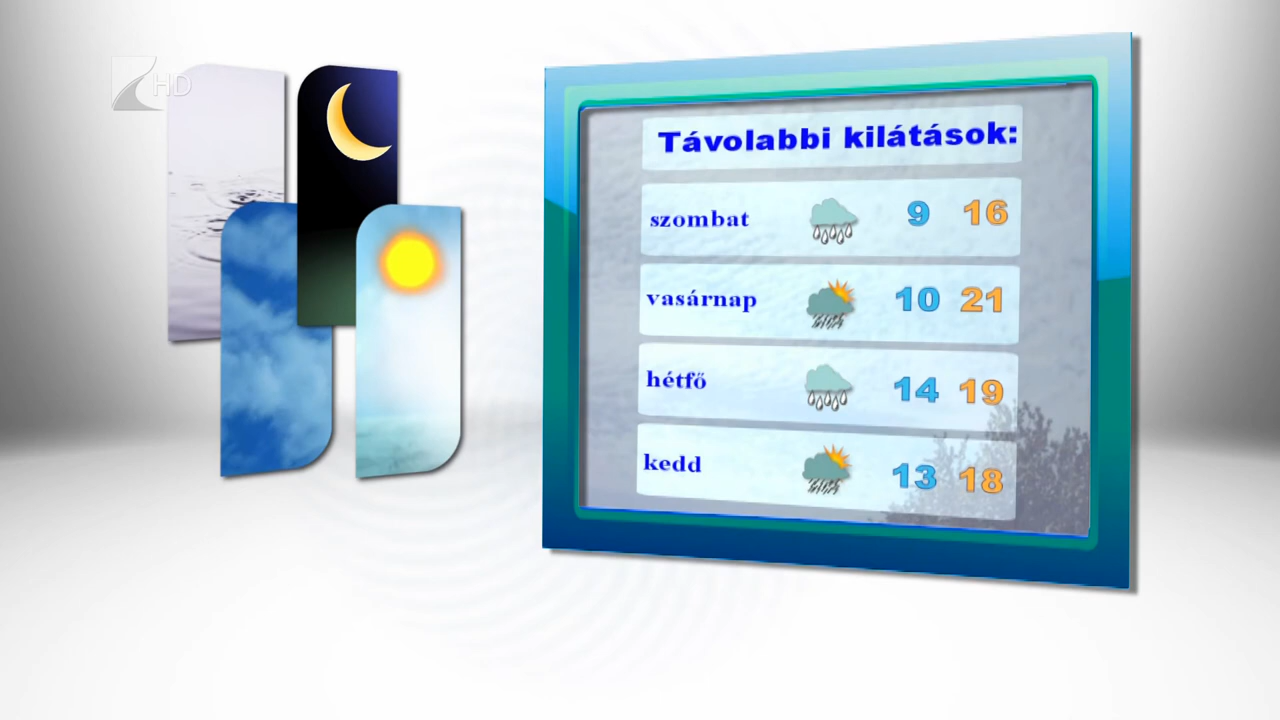 HD
Távolabbi kilátások:
szombat 9 16
vasárnap 10 21
hétfő 14 19
kedd 13 18